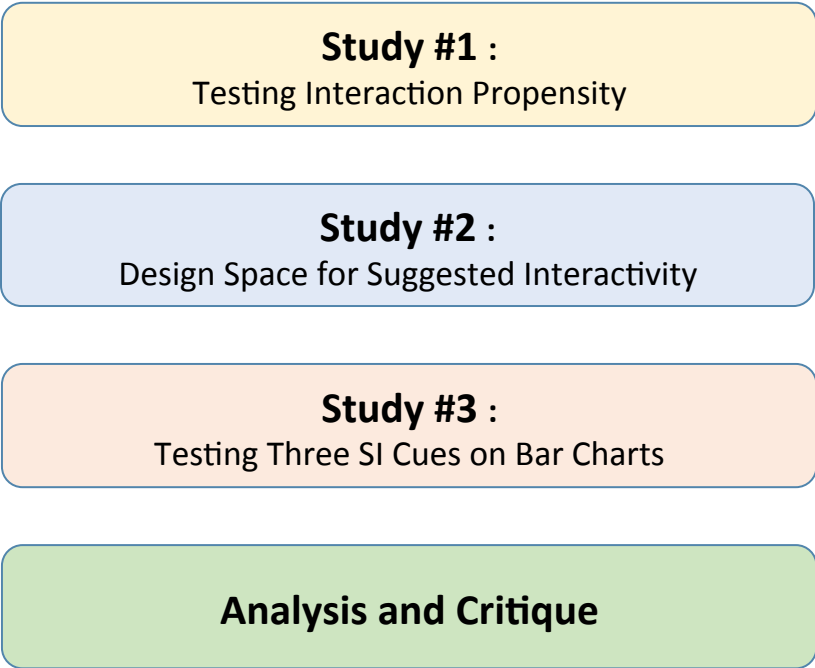 Study #1 :
Testing Interaction Propensity
Study #2 :
Design Space for Suggested Interactivity
Study #3 :
Testing Three SI Cues on Bar Charts
Analysis and Critique